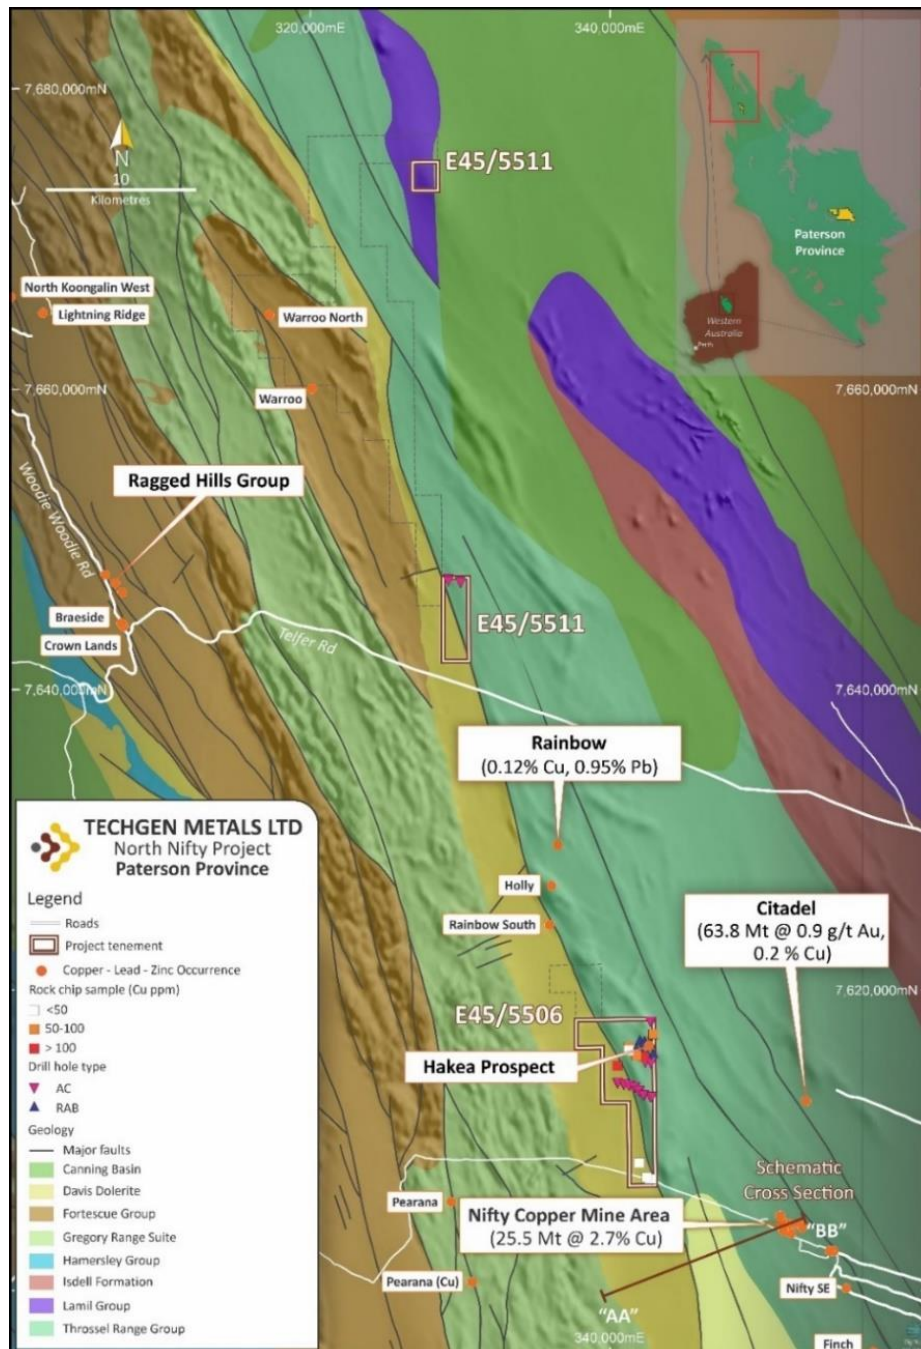 320,000mE
340,000mE
7,680,000mN
N
10
Kilometres
E45/5511
Paterson
Province
Western
Australia
Perth
North Koongalin West
Lightning Ridge
Warroo North
Warroo
7,660,000mN
7,660,000mN
Woodie Woodie Rd
Ragged Hills Group
Braeside
Crown Lands
Telfer Rd
E45/5511
7,640,000mN
7,640,000mN
Rainbow
(0.12% Cu, 0.95% Pb)
Holly
Rainbow South
Citadel
(63.8 Mt @ 0.9 g/t Au,
0.2 % Cu)
7,620,000mN
E45/5506
Hakea Prospect
Schematic
Cross Section
Pearana
Nifty Copper Mine Area
(25.5 Mt @ 2.7% Cu)
"BB"
Pearana (Cu)
Nifty SE
"AA"
340,000mE
Finch
TECHGEN METALS LTD
North Nifty Project
Paterson Province
Legend
Roads
Project tenement
Copper - Lead - Zinc Occurrence
Rock chip sample (Cu ppm)
<50
50-100
> 100
Drill hole type
AC
RAB
Geology
Major faults
Canning Basin
Davis Dolerite
Fortescue Group
Gregory Range Suite
Hamersley Group
Isdell Formation
Lamil Group
Throssel Range Group